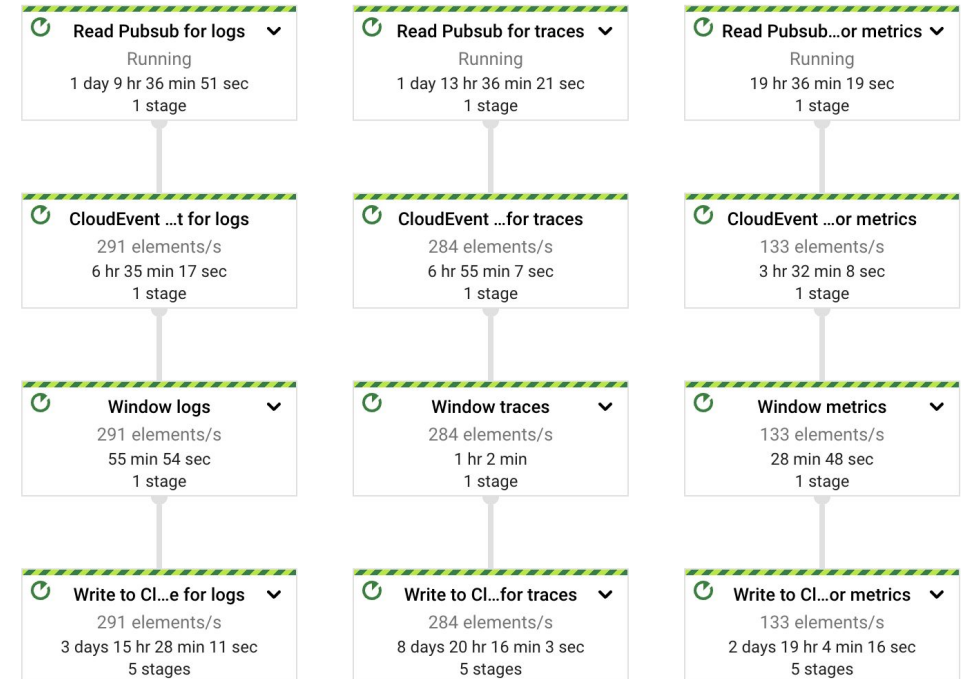 Read Pubsub for logs
Running
1 day 9 hr 36 min 51 sec
1 stage
Read Pubsub for traces
Running
1 day 13 hr 36 min 21 sec
1 stage
Read Pubsub...or metrics
Running
19 hr 36 min 19 sec
1 stage
CloudEvent ...t for logs
291 elements/s
6 hr 35 min 17 sec
1 stage
CloudEvent ...for traces
284 elements/s
6 hr 55 min 7 sec
1 stage
CloudEvent ...or metrics
133 elements/s
3 hr 32 min 8 sec
1 stage
Window logs
291 elements/s
55 min 54 sec
1 stage
Window traces
284 elements/s
1 hr 2 min
1 stage
Window metrics
133 elements/s
28 min 48 sec
1 stage
Write to Cl...e for logs
291 elements/s
3 days 15 hr 28 min 11 sec
5 stages
Write to Cl...for traces
284 elements/s
8 days 20 hr 16 min 3 sec
5 stages
Write to Cl...or metrics
133 elements/s
2 days 19 hr 4 min 16 sec
5 stages